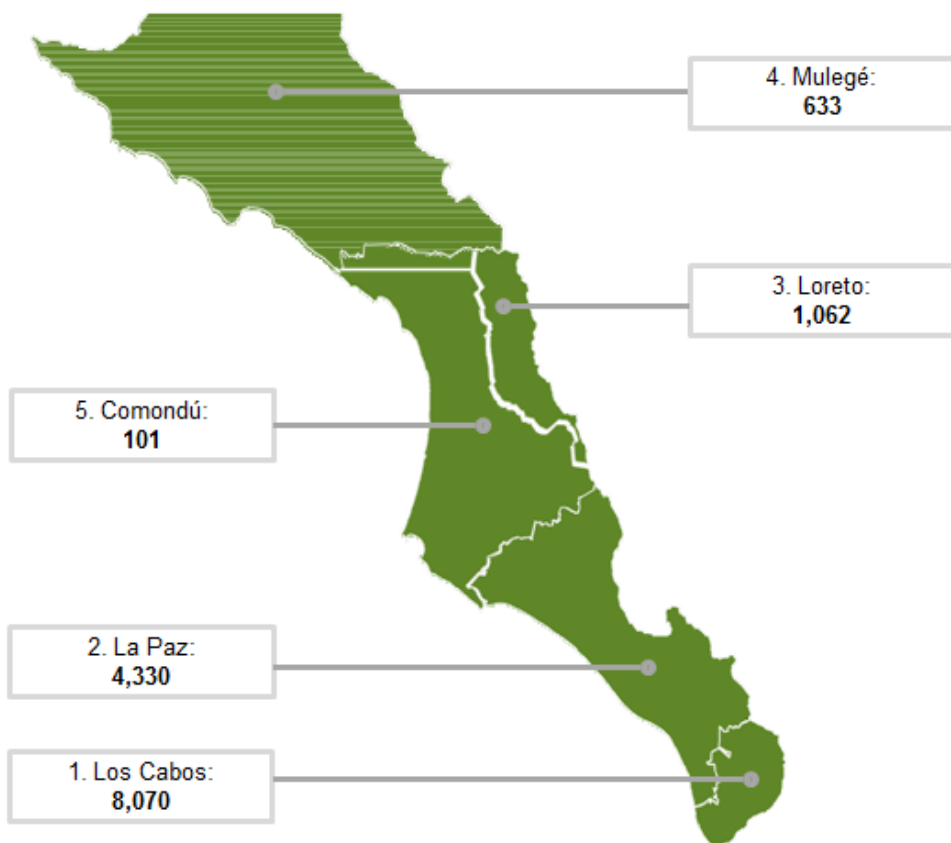 4. Mulegé:
633
3. Loreto:
1,062
5. Comondú:
101
2. La Paz:
4,330
1. Los Cabos:
8,070